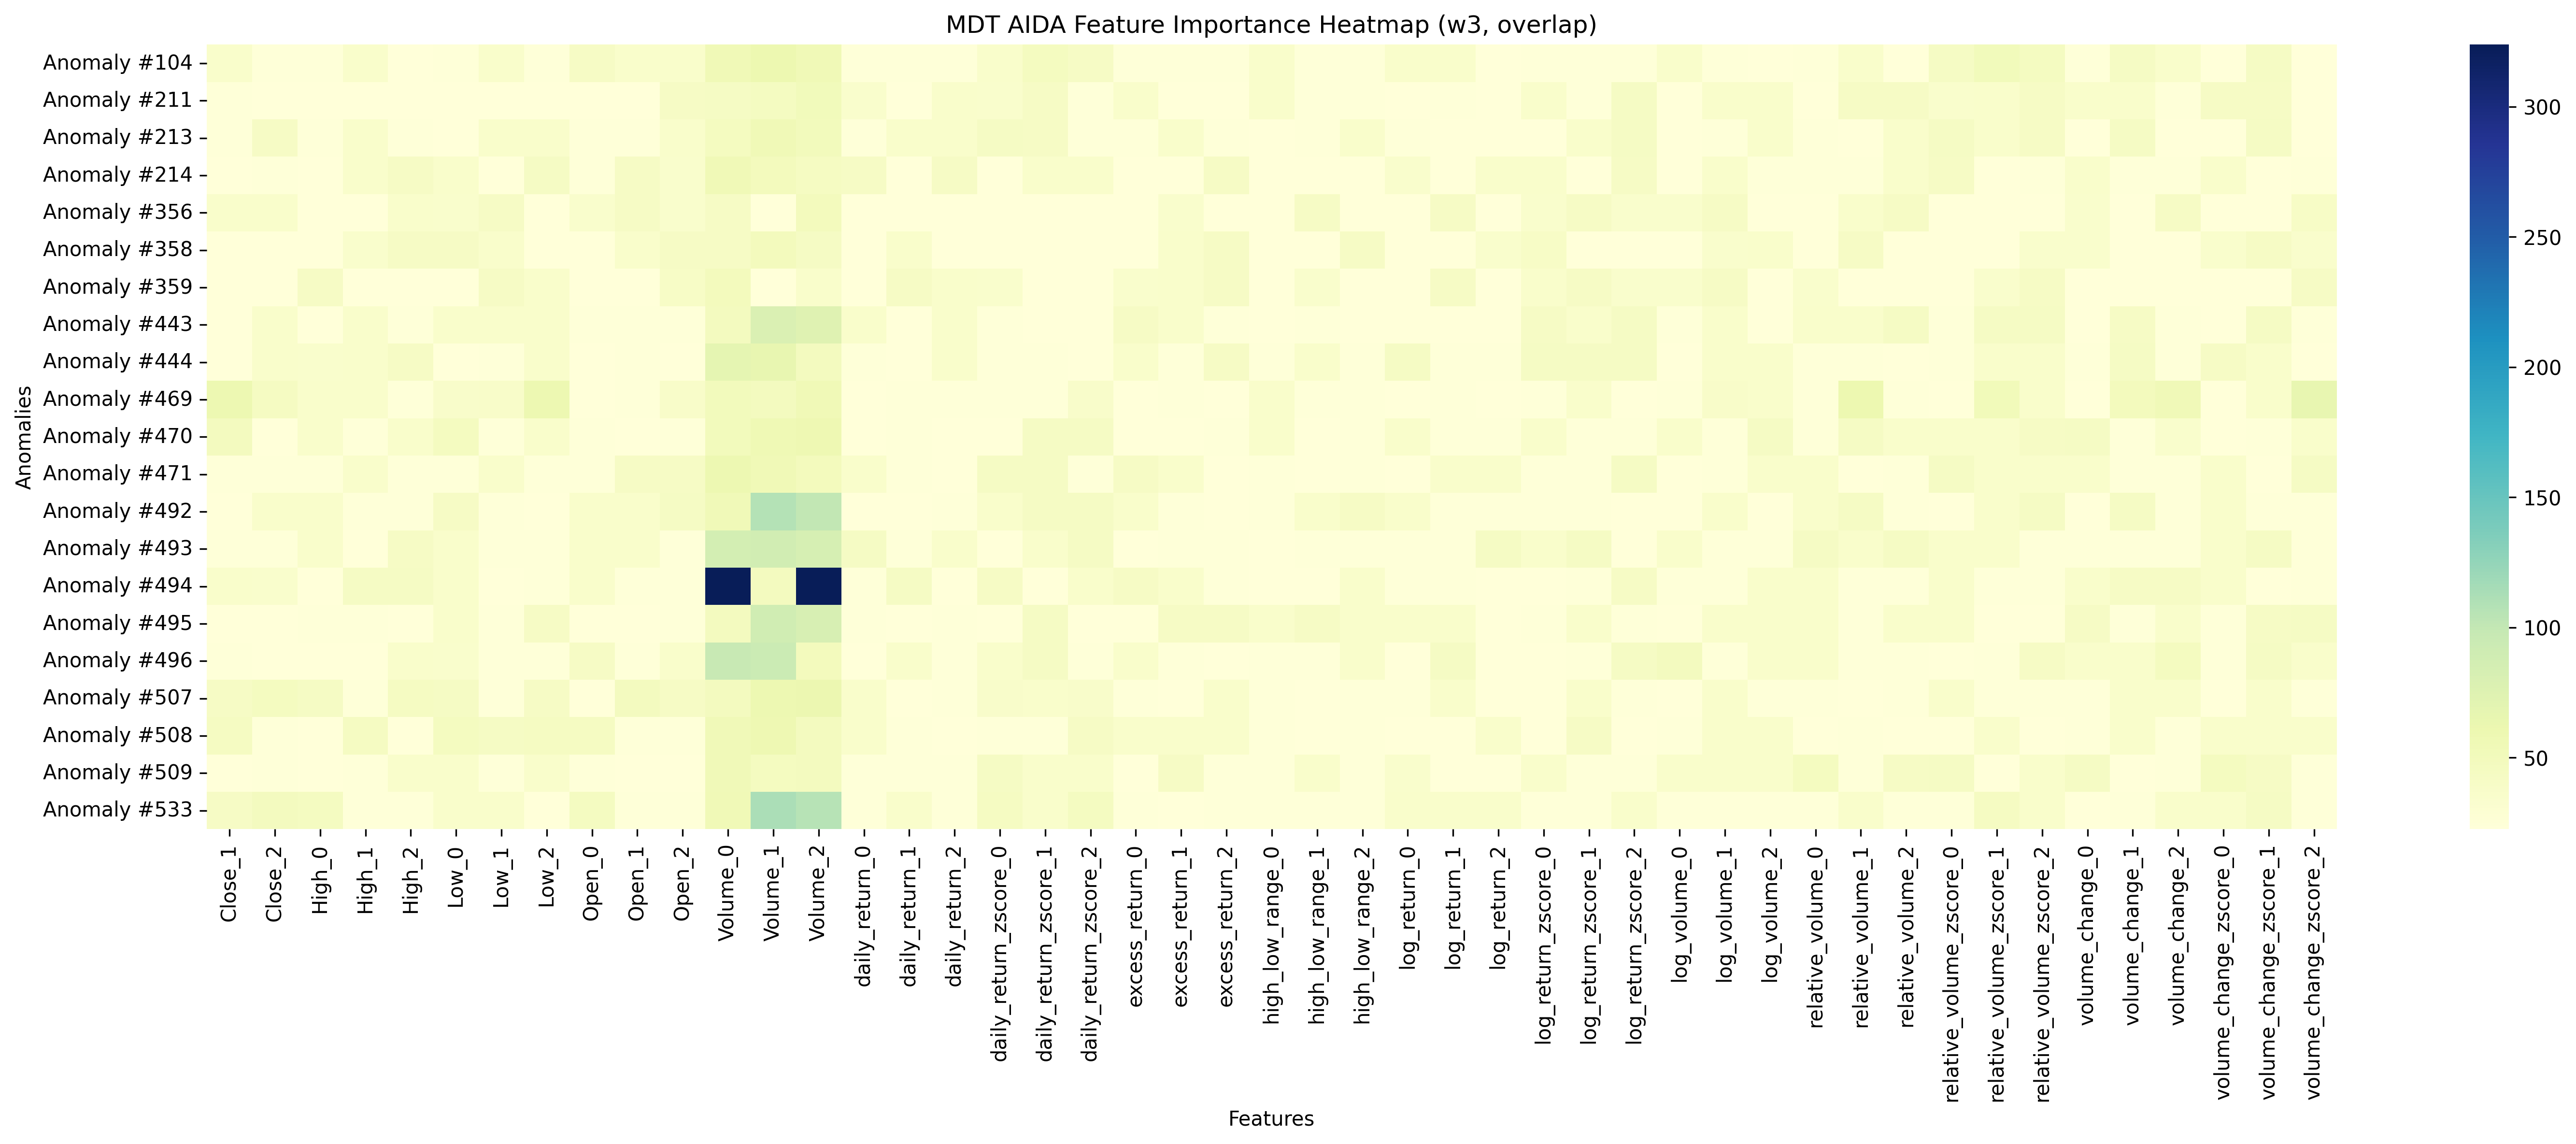 MDT AIDA Feature Importance Heatmap (w3, overlap)
Anomalies
Anomaly #104
Anomaly #211
Anomaly #213
Anomaly #214
Anomaly #356
Anomaly #358
Anomaly #359
Anomaly #443
Anomaly #444
Anomaly #469
Anomaly #470
Anomaly #471
Anomaly #492
Anomaly #493
Anomaly #494
Anomaly #495
Anomaly #496
Anomaly #507
Anomaly #508
Anomaly #509
Anomaly #533
Close_1
Close_2
High_0
High_1
High_2
Low_0
Low_1
Low_2
Open_0
Open_1
Open_2
Volume_0
Volume_1
Volume_2
daily_return_0
daily_return_1
daily_return_2
daily_return_zscore_0
daily_return_zscore_1
daily_return_zscore_2
excess_return_0
excess_return_1
excess_return_2
high_low_range_0
high_low_range_1
high_low_range_2
log_return_0
log_return_1
log_return_2
log_return_zscore_0
log_return_zscore_1
log_return_zscore_2
log_volume_0
log_volume_1
log_volume_2
relative_volume_0
relative_volume_1
relative_volume_2
relative_volume_zscore_0
relative_volume_zscore_1
relative_volume_zscore_2
volume_change_0
volume_change_1
volume_change_2
volume_change_zscore_0
volume_change_zscore_1
volume_change_zscore_2
Features
300
250
200
150
100
50